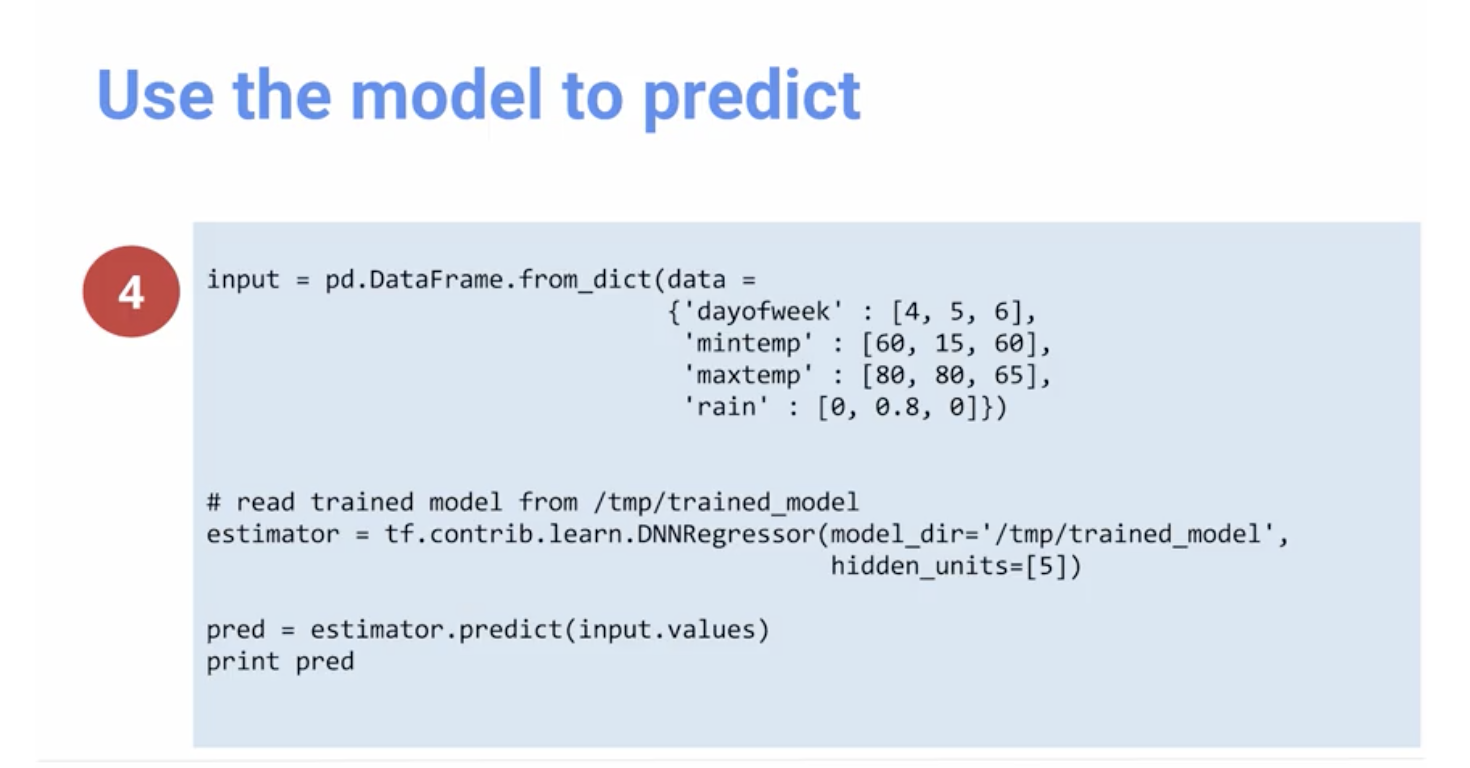 Use the model to predict
4
input = pd.DataFrame.from_dict(data =
{'dayofweek' : [4, 5, 6],
'mintemp' : [60, 15, 60],
'maxtemp' : [80, 80, 65],
'rain' : [0, 0.8, 0]})
# read trained model from /tmp/trained_model
estimator = tf.contrib.learn.DNNRegressor(model_dir='/tmp/trained_model',
hidden_units=[5])
pred = estimator.predict(input.values)
print pred